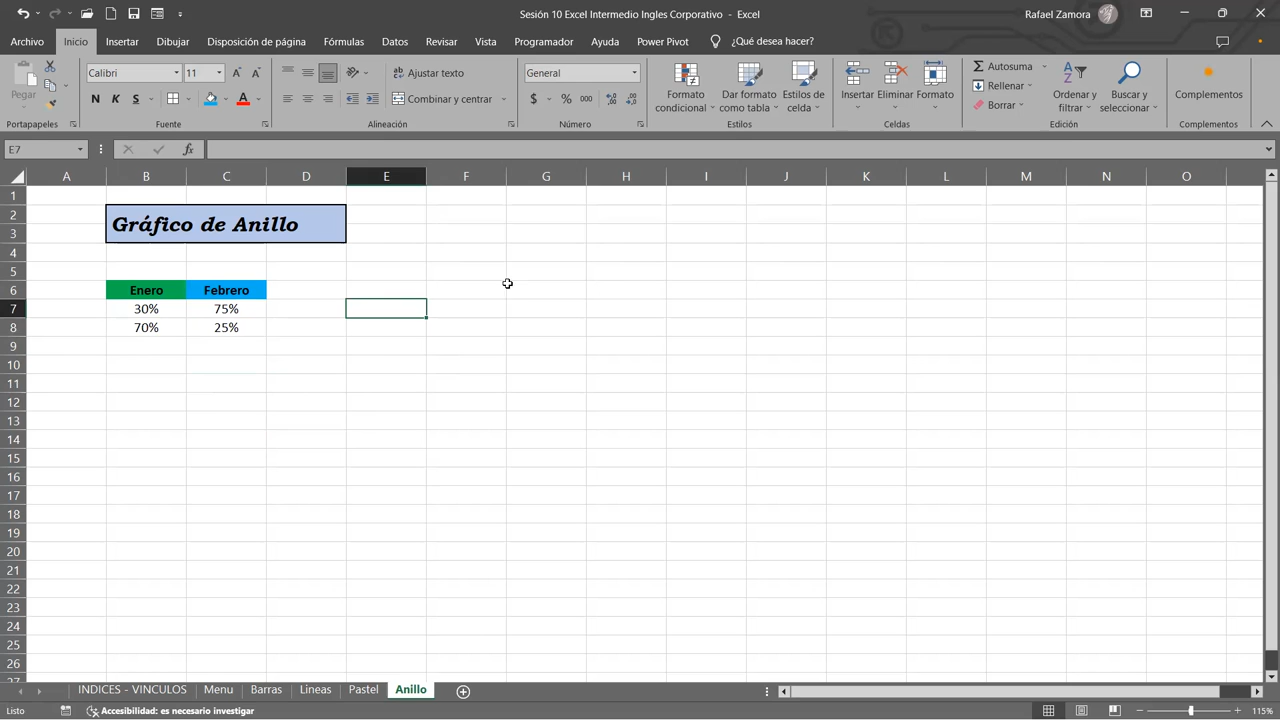 Sesión 10 Excel Intermedio Ingles Corporativo - Excel
Rafael Zamora
Archivo Inicio Insertar Dibujar Disposición de página Fórmulas Datos Revisar Vista Programador Ayuda Power Pivot ¿Qué desea hacer?
Pegar
Calibri 11
N K S
Ajustar texto
Combinar y centrar
General
$ % 000
Formato condicional
Dar formato como tabla
Estilos de celda
Insertar Eliminar Formato
Autosuma
Rellenar
Borrar
Ordenar y filtrar
Buscar y seleccionar
Complementos
Portapapeles Fuente Alineación Número Estilos Celdas Edición Complementos
E7 fx
A B C D E F G H I J K L M N O
1
2
Gráfico de Anillo
3
4
5
6 Enero Febrero
7 30% 75%
8 70% 25%
9
10
11
12
13
14
15
16
17
18
19
20
21
22
23
24
25
26
27
INDICES - VINCULOS Menu Barras Lineas Pastel Anillo
Listo Accesibilidad: es necesario investigar 115%